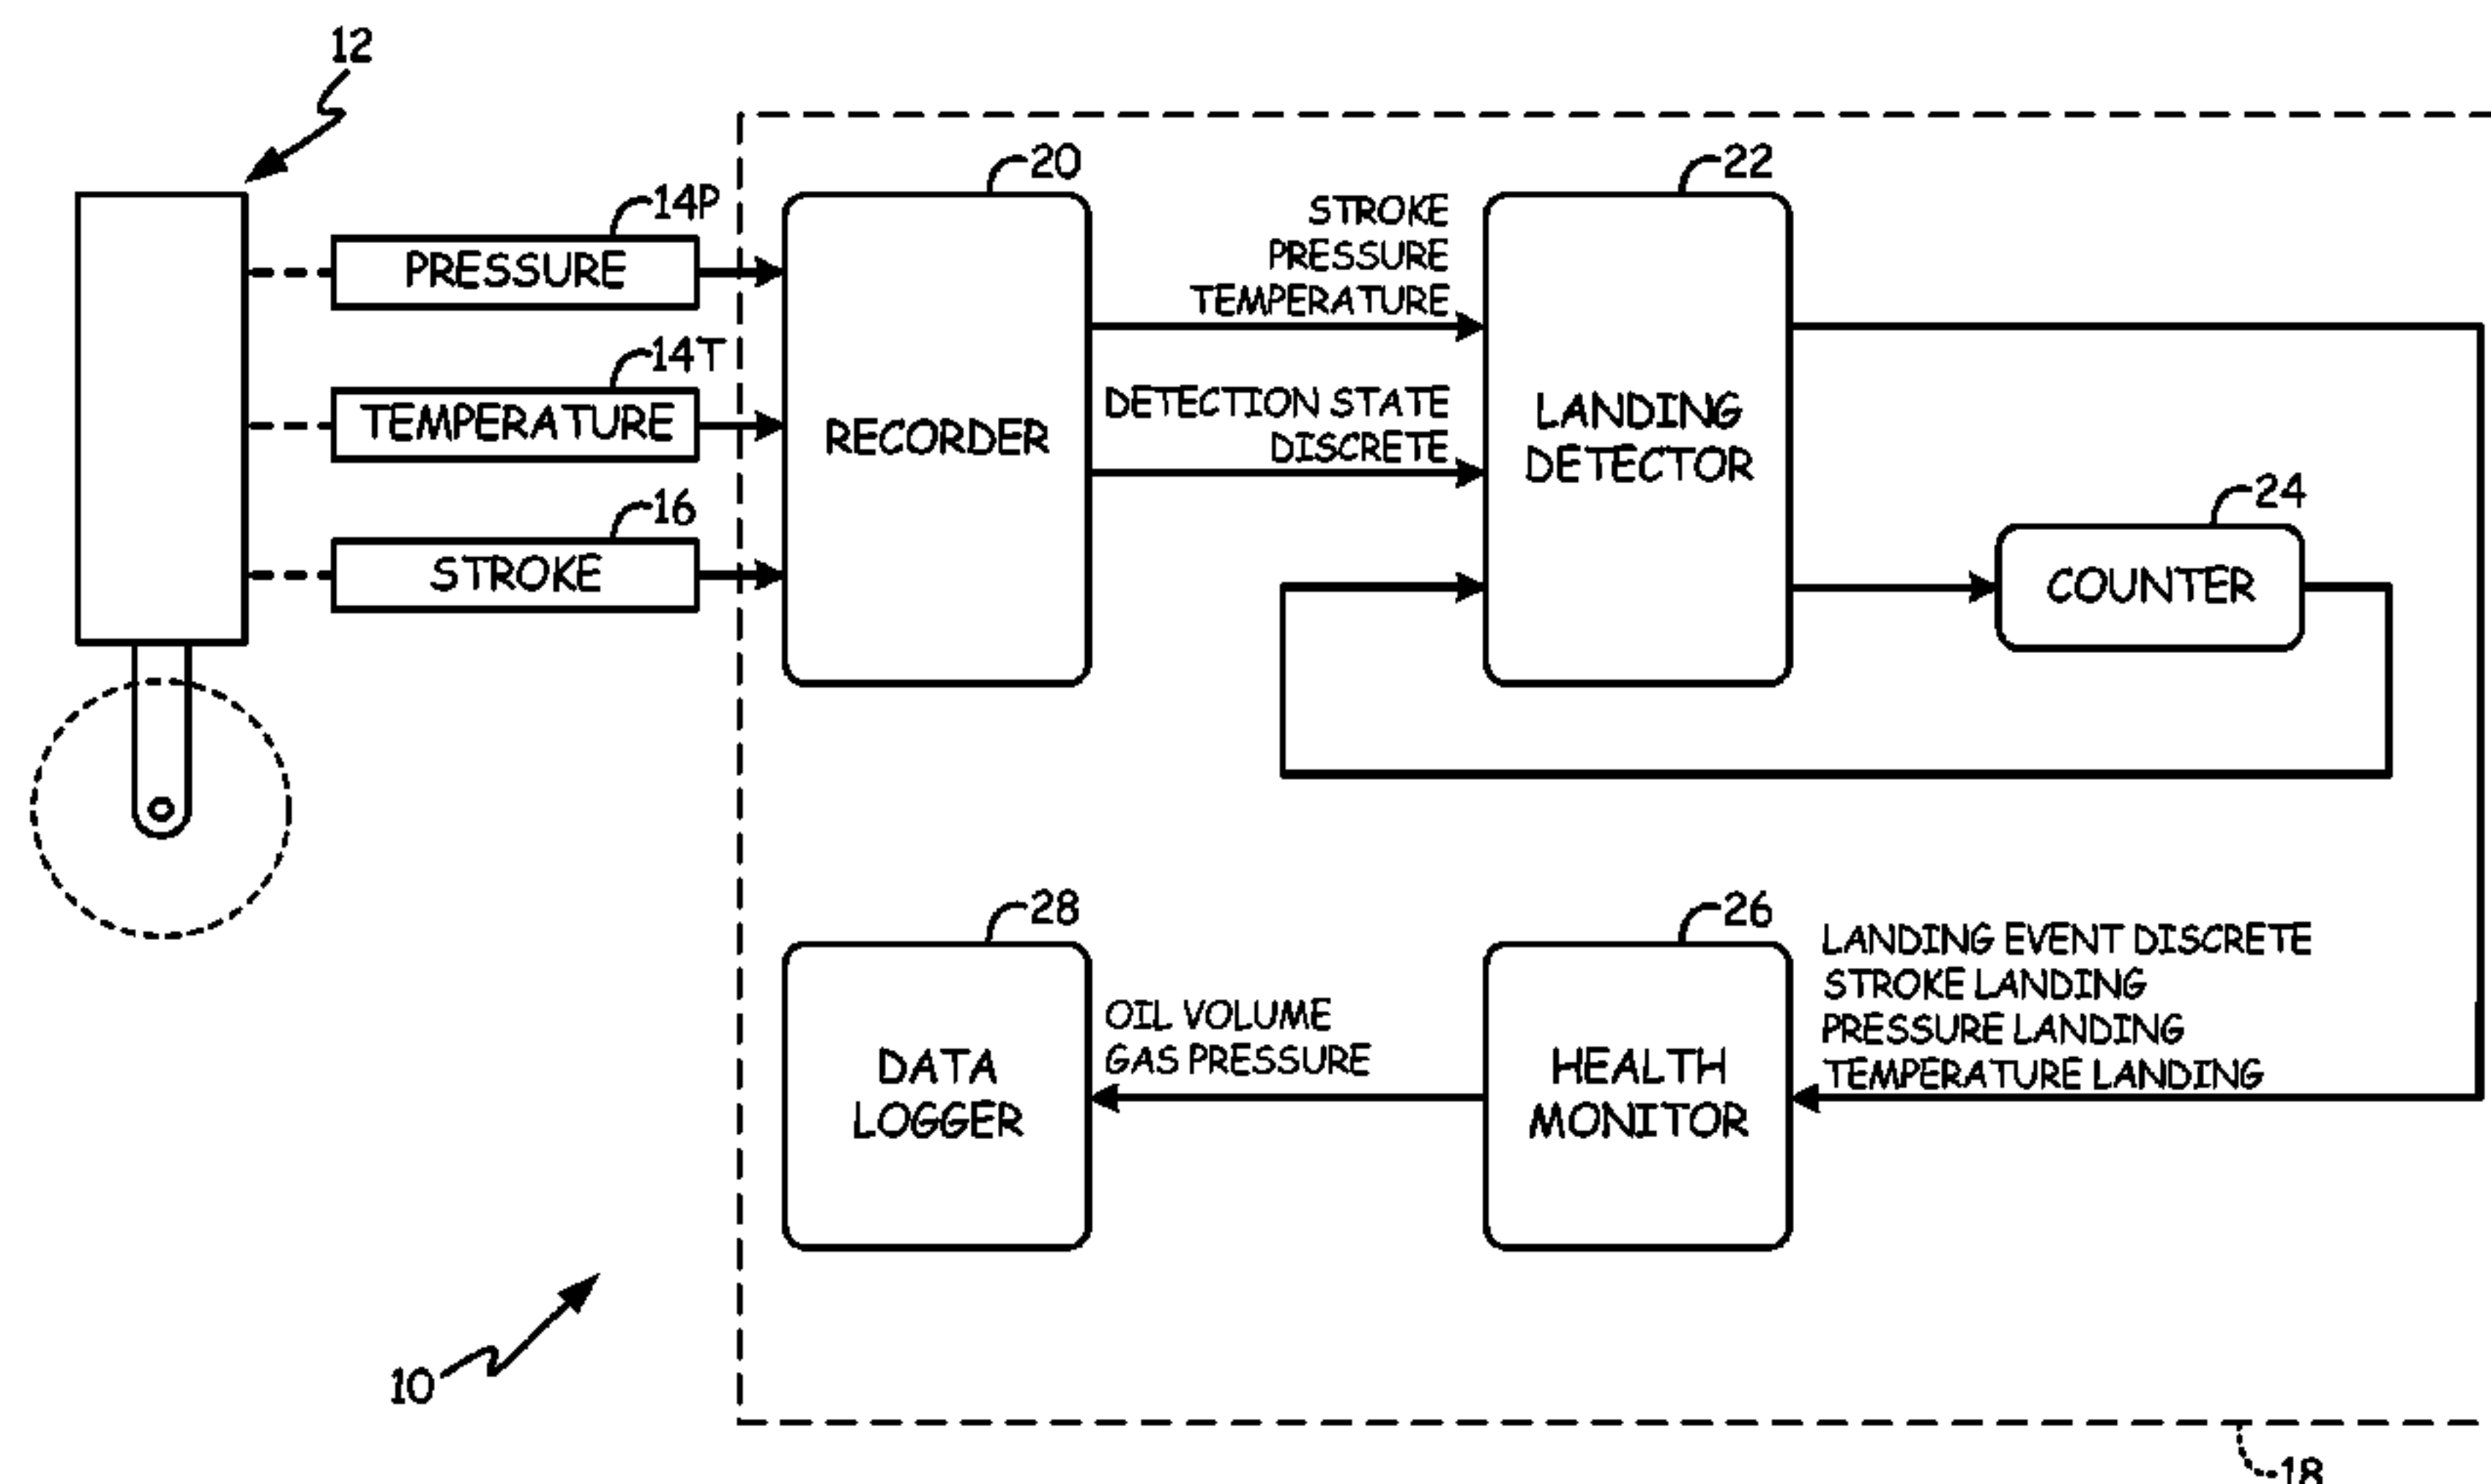 12
20
22
14P
PRESSURE
STROKE
PRESSURE
TEMPERATURE
14T
TEMPERATURE
DETECTION STATE
DISCRETE
RECORDER
LANDING
DETECTOR
16
STROKE
24
COUNTER
28
26
DATA
LOGGER
OIL VOLUME
GAS PRESSURE
HEALTH
MONITOR
LANDING EVENT DISCRETE
STROKE LANDING
PRESSURE LANDING
TEMPERATURE LANDING
10
18